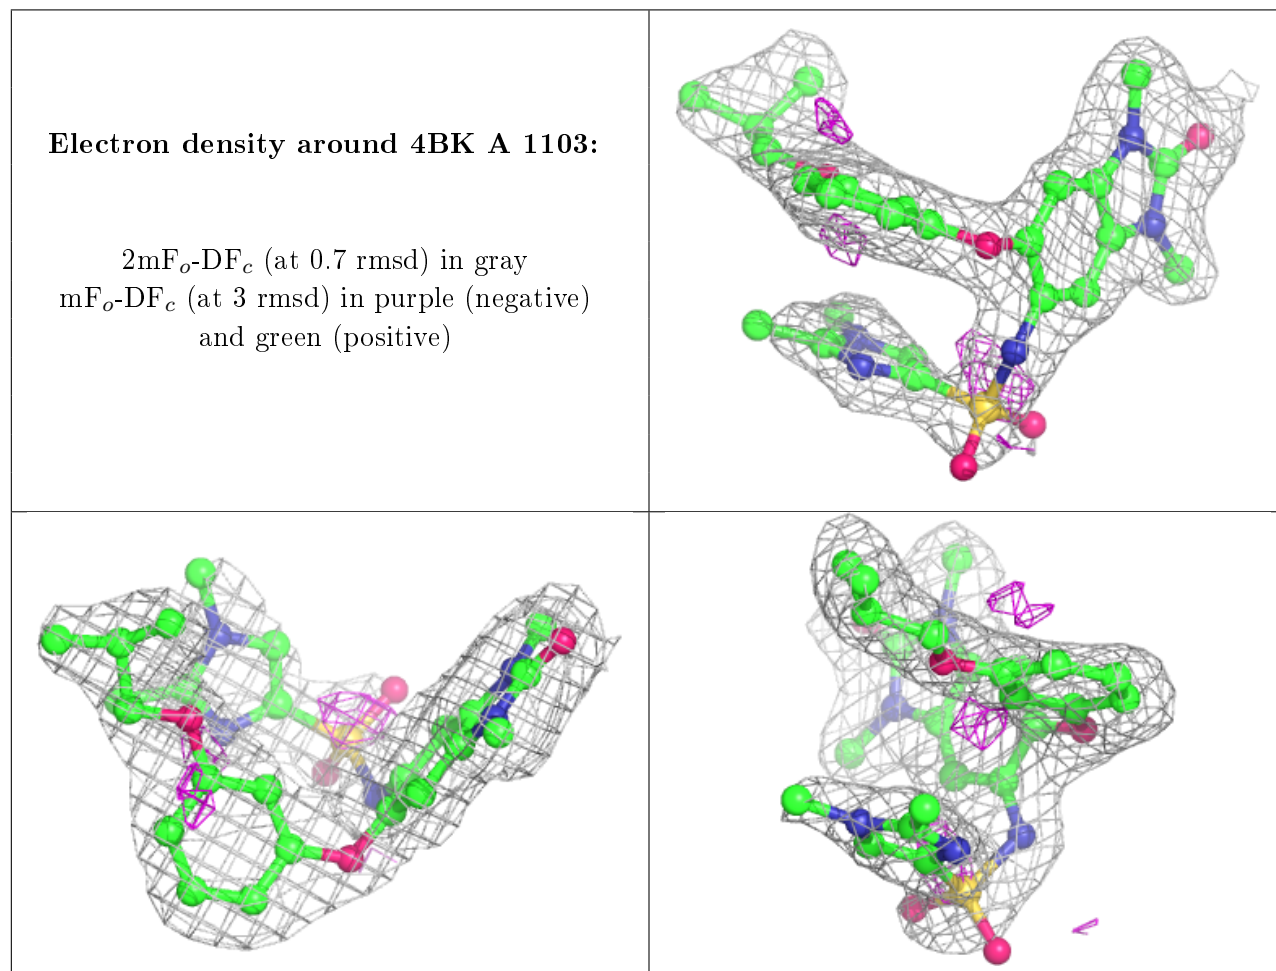 Electron density around 4BK A 1103:
2mFo-DFc (at 0.7 rmsd) in gray
mFo-DFc (at 3 rmsd) in purple (negative)
and green (positive)